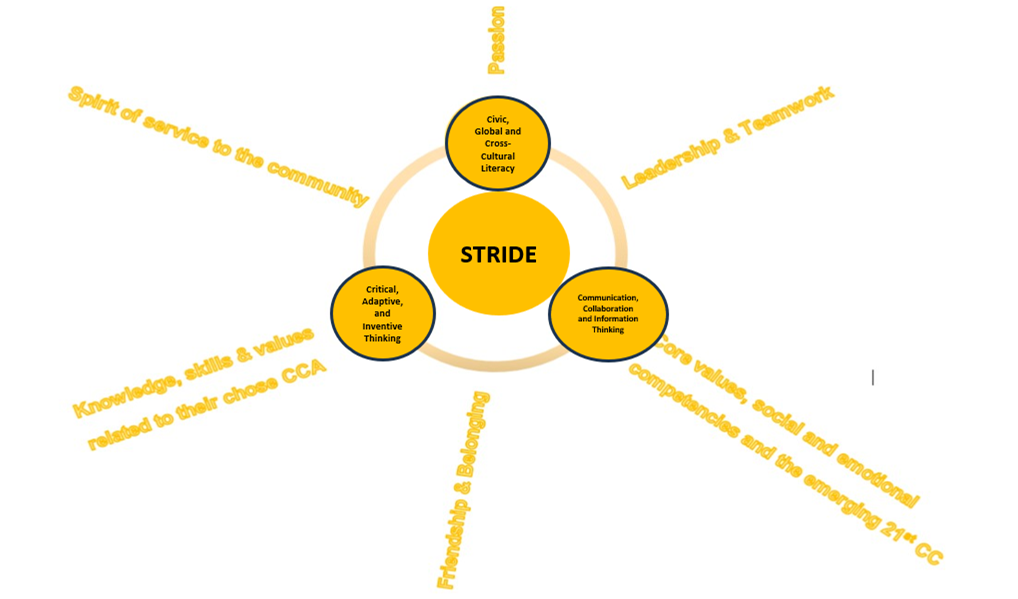 Passion
Spirit of service to the community
Leadership & Teamwork
Civic,
Global and
Cross-
Cultural
Literacy
STRIDE
Critical,
Adaptive,
and
Inventive
Thinking
Communication,
Collaboration
and Information
Thinking
Knowledge, skills & values
related to their chose CCA
Friendship & Belonging
Core values, social and emotional
competencies and the emerging 21st CC